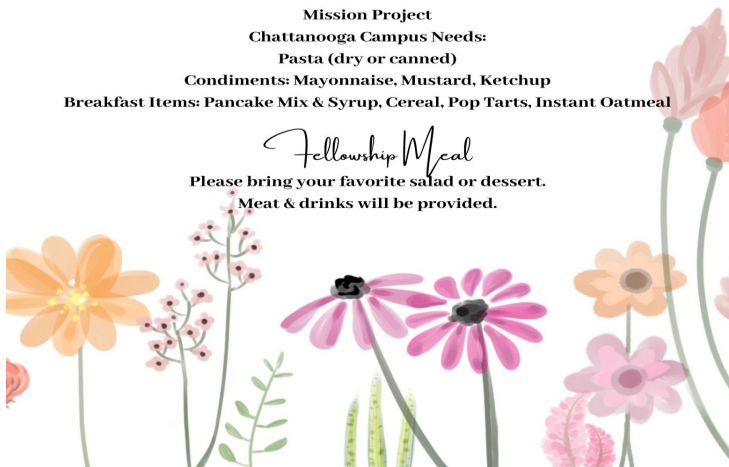 Mission Project
Chattanooga Campus Needs:
Pasta (dry or canned)
Condiments: Mayonnaise, Mustard, Ketchup
Breakfast Items: Pancake Mix & Syrup, Cereal, Pop Tarts, Instant Oatmeal
Fellowship Meal
Please bring your favorite salad or dessert.
Meat & drinks will be provided.